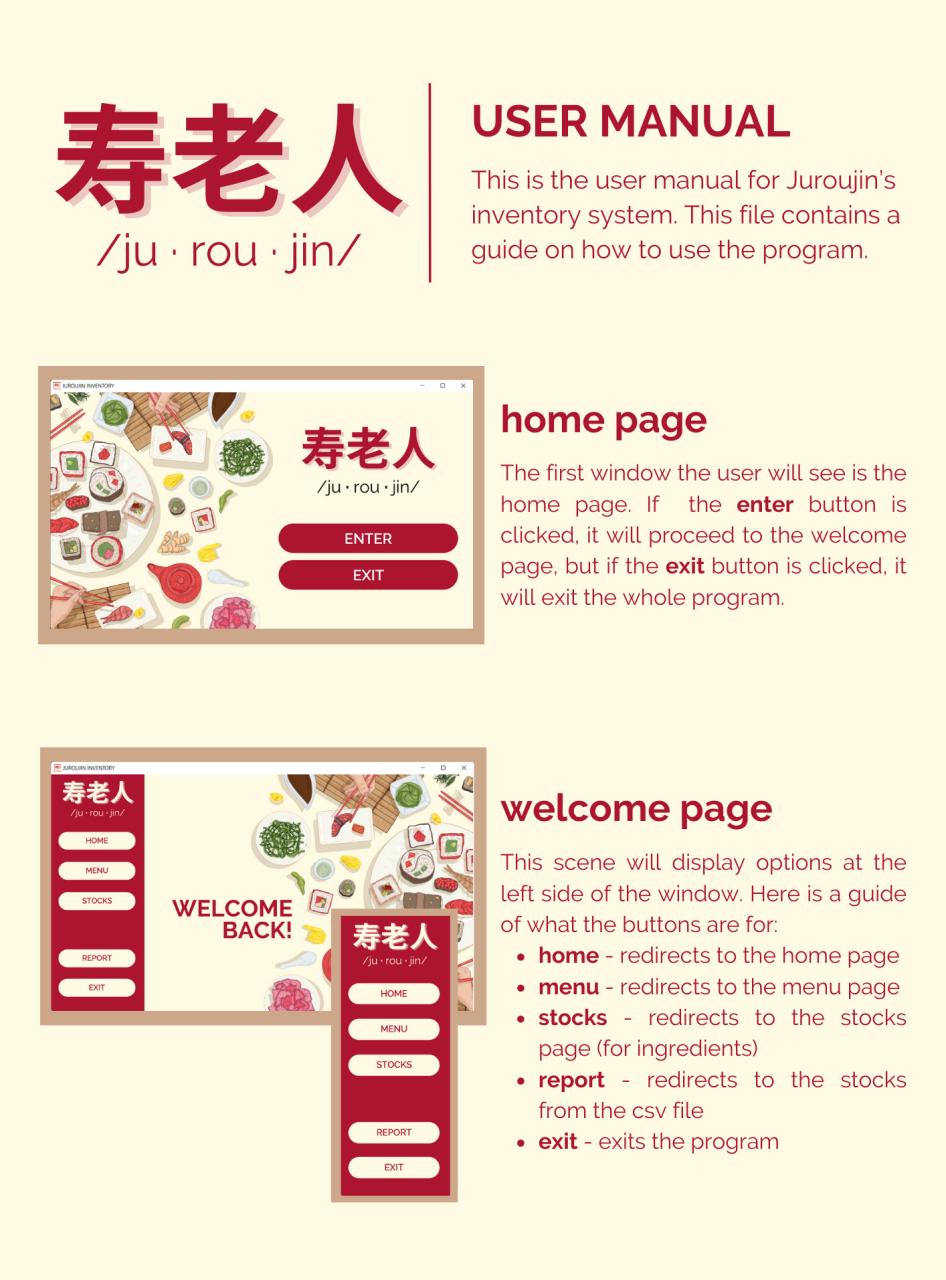 寿老人
/ju · rou · jin/
USER MANUAL
This is the user manual for Juroujin's
inventory system. This file contains a
guide on how to use the program.
JUROUJIN INVENTORY
寿老人
/ju · rou · jin/
ENTER
EXIT
home page
The first window the user will see is the
home page. If the enter button is
clicked, it will proceed to the welcome
page, but if the exit button is clicked, it
will exit the whole program.
JUROUJIN INVENTORY
寿老人
/ju · rou · jin/
HOME
MENU
STOCKS
REPORT
EXIT
WELCOME
BACK!
寿老人
/ju · rou · jin/
HOME
MENU
STOCKS
REPORT
EXIT
welcome page
This scene will display options at the
left side of the window. Here is a guide
of what the buttons are for:
• home - redirects to the home page
• menu - redirects to the menu page
• stocks - redirects to the stocks
page (for ingredients)
• report - redirects to the stocks
from the csv file
• exit - exits the program